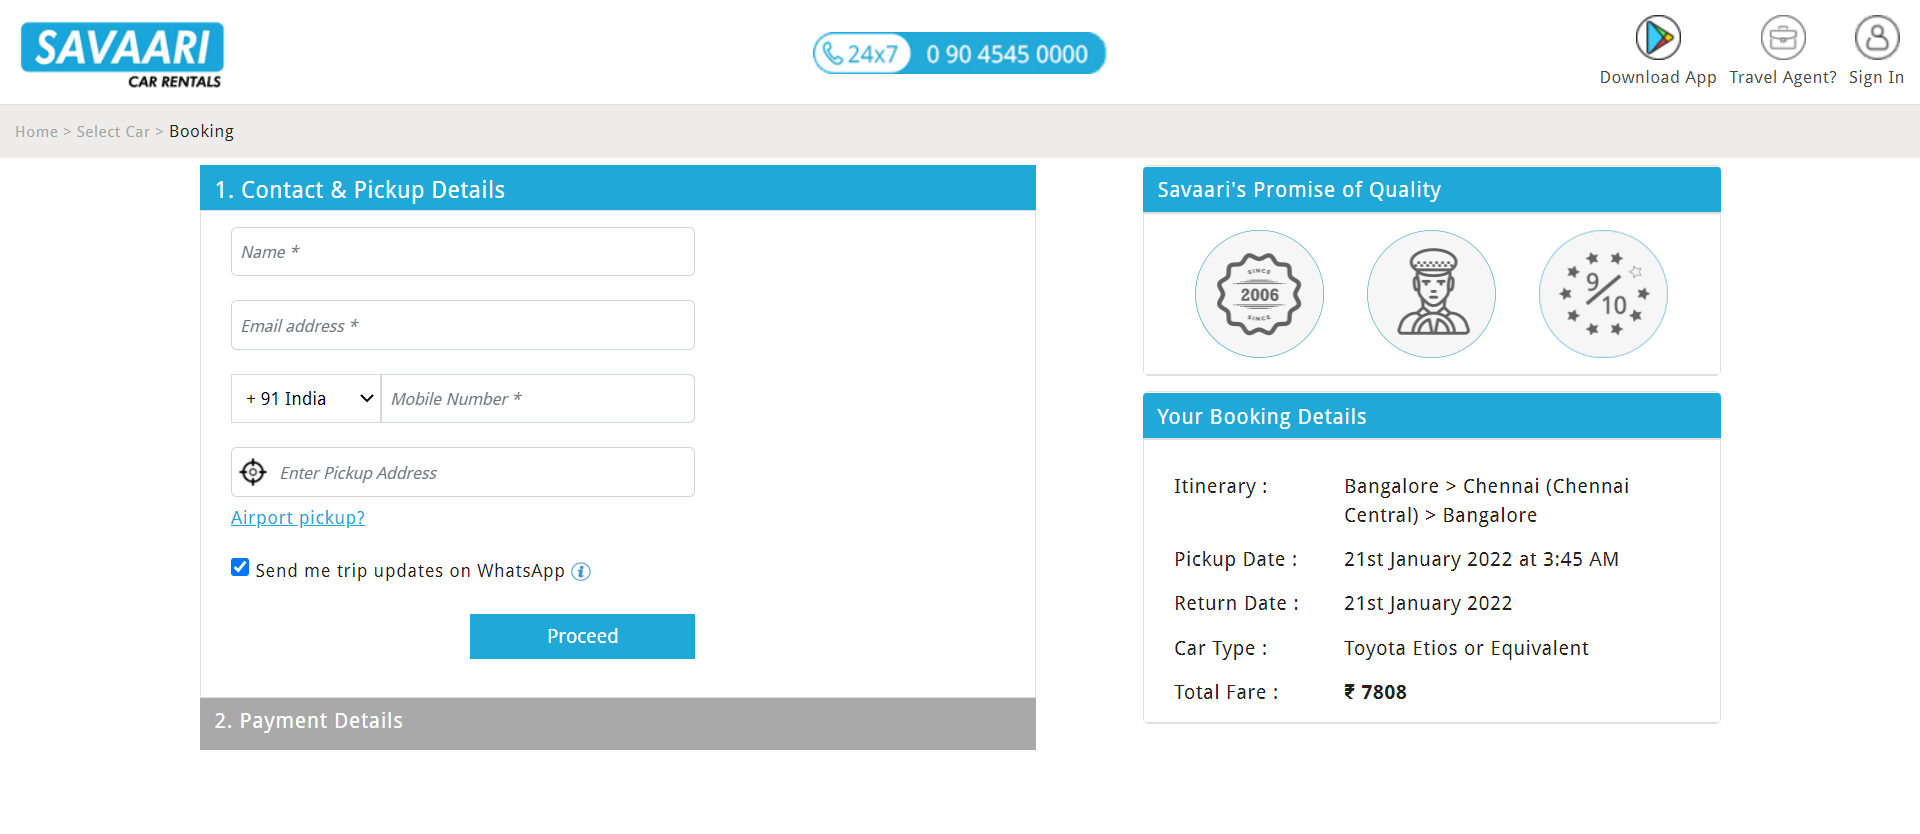 SAVAARI
CAR RENTALS
24x7 0 90 4545 0000
Download App Travel Agent? Sign In
Home > Select Car > Booking
1. Contact & Pickup Details
Name *
Email address *
+ 91 India Mobile Number *
Enter Pickup Address
Airport pickup?
Send me trip updates on WhatsApp i
Proceed
2. Payment Details
Savaari's Promise of Quality
SINCE
2006
SINCE
9/10
Your Booking Details
Itinerary : Bangalore > Chennai (Chennai
Central) > Bangalore
Pickup Date : 21st January 2022 at 3:45 AM
Return Date : 21st January 2022
Car Type : Toyota Etios or Equivalent
Total Fare : ₹ 7808